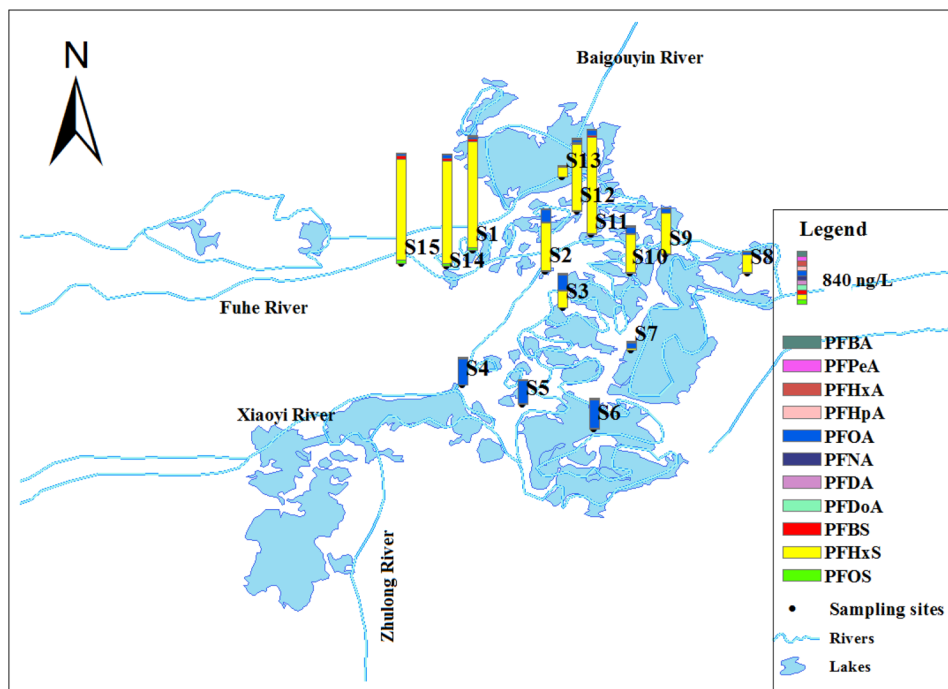 N
Baigouyin River
S13
S12
S11
S1
S15
S14
S2
S10
S9
S8
S3
Fuhe River
S7
S4
S5
S6
Xiaoyi River
Zhulong River
Legend
840 ng/L
PFBA
PFPeA
PFHxA
PFHpA
PFOA
PFNA
PFDA
PFDoA
PFBS
PFHxS
PFOS
Sampling sites
Rivers
Lakes